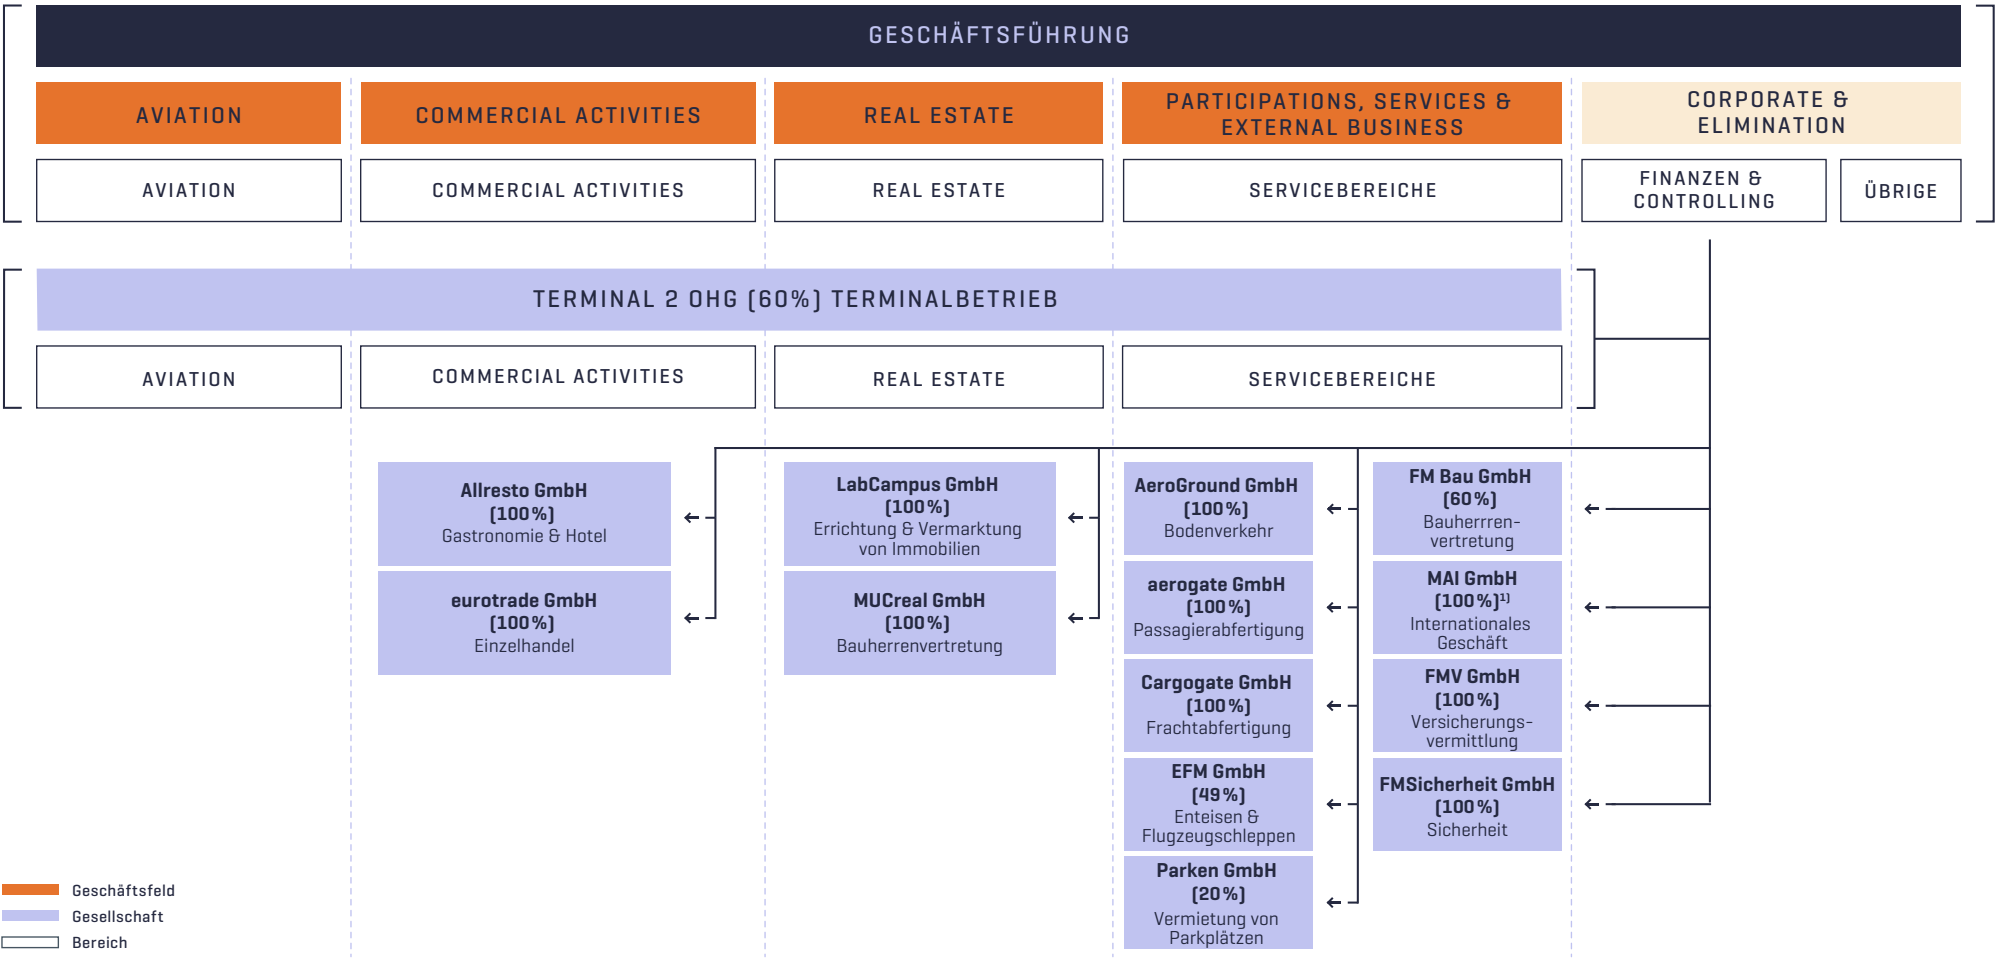 GESCHÄFTSFÜHRUNG
AVIATION
COMMERCIAL ACTIVITIES
REAL ESTATE
PARTICIPATIONS, SERVICES &
EXTERNAL BUSINESS
CORPORATE &
ELIMINATION
AVIATION
COMMERCIAL ACTIVITIES
REAL ESTATE
SERVICEBEREICHE
FINANZEN &
CONTROLLING
ÜBRIGE
TERMINAL 2 OHG (60%) TERMINALBETRIEB
AVIATION
COMMERCIAL ACTIVITIES
REAL ESTATE
SERVICEBEREICHE
Allresto GmbH
(100%)
Gastronomie & Hotel
eurotrade GmbH
(100%)
Einzelhandel
LabCampus GmbH
(100%)
Errichtung & Vermarktung
von Immobilien
MUCreal GmbH
(100%)
Bauherrenvertretung
AeroGround GmbH
(100%)
Bodenverkehr
aerogate GmbH
(100%)
Passagierabfertigung
Cargogate GmbH
(100%)
Frachtabfertigung
EFM GmbH
(49%)
Enteisen &
Flugzeugschleppen
Parken GmbH
(20%)
Vermietung von
Parkplätzen
FM Bau GmbH
(60%)
Bauherrren-
vertretung
MAI GmbH
(100%)¹⁾
Internationales
Geschäft
FMV GmbH
(100%)
Versicherungs-
vermittlung
FMSicherheit GmbH
(100%)
Sicherheit
Geschäftsfeld
Gesellschaft
Bereich